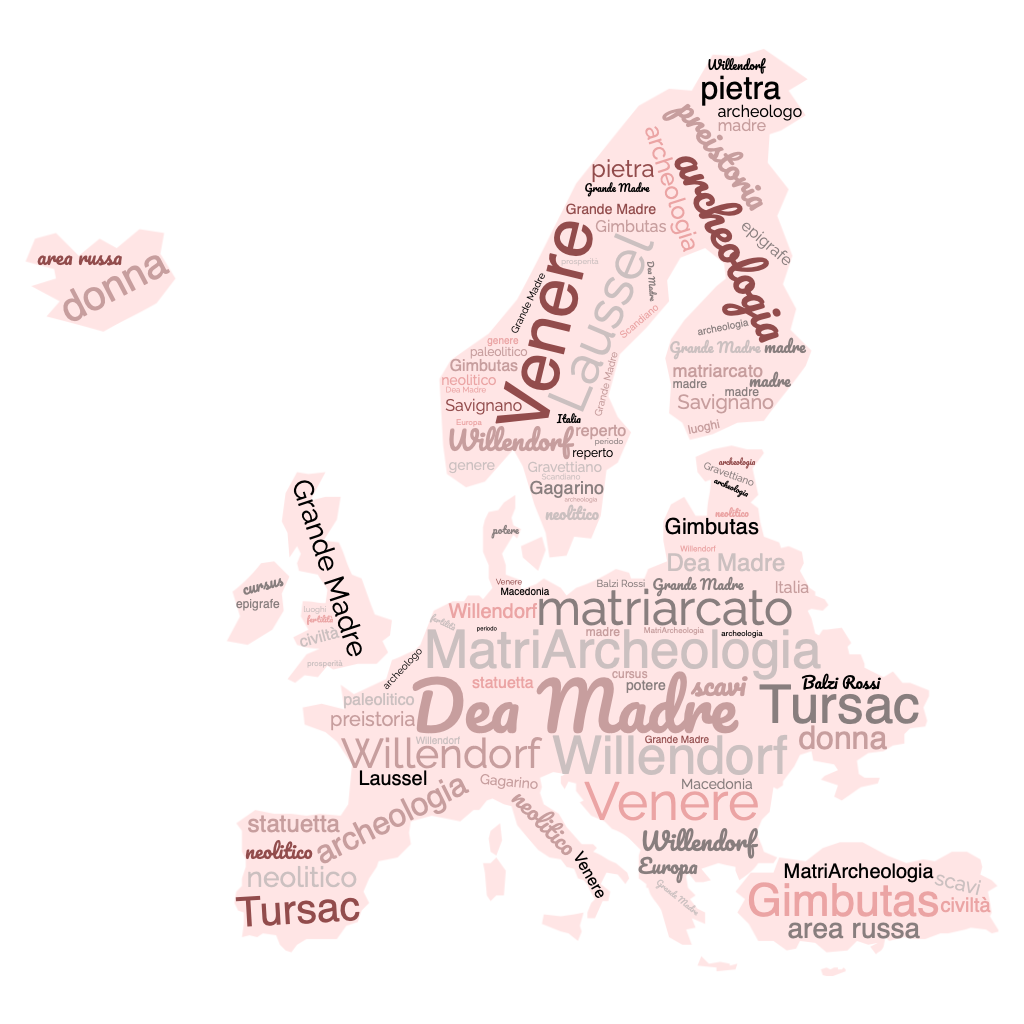 Willendorf
pietra
archeologo
madre
preistoria
archeologia
archeologia
epigrafe
pietra
Grande Madre
Grande Madre
Gimbutas
Venere
Laussel
prosperità
Dea Madre
Grande Madre
Scandiano
area russa
donna
genere
paleolitico
Gimbutas
neolitico
Dea Madre
Savignano
Grande Madre
Europa
Italia
Willendorf
reperto
periodo
reperto
genere
Gravettiano
Scandiano
Gagarino
archeologia
neolitico
archeologia
Grande Madre
madre
matriarcato
madre
madre
madre
Savignano
luoghi
archeologia
Gravettiano
archeologia
neolitico
Gimbutas
Willendorf
Dea Madre
potere
Grande Madre
cursus
epigrafe
luoghi
fertilità
civiltà
prosperità
Venere
Macedonia
Balzi Rossi
Grande Madre
Italia
Willendorf
matriarcato
fertilità
periodo
madre
MatriArcheologia
archeologia
MatriArcheologia
archeologo
statuetta
cursus
potere
scavi
Balzi Rossi
paleolitico
preistoria
Dea Madre
Tursac
donna
Willendorf
Willendorf
Grande Madre
Willendorf
Laussel
archeologia
Gagarino
Macedonia
Venere
neolitico
statuetta
neolitico
neolitico
Tursac
Venere
Willendorf
Europa
Grande Madre
MatriArcheologia
scavi
Gimbutas
civiltà
area russa